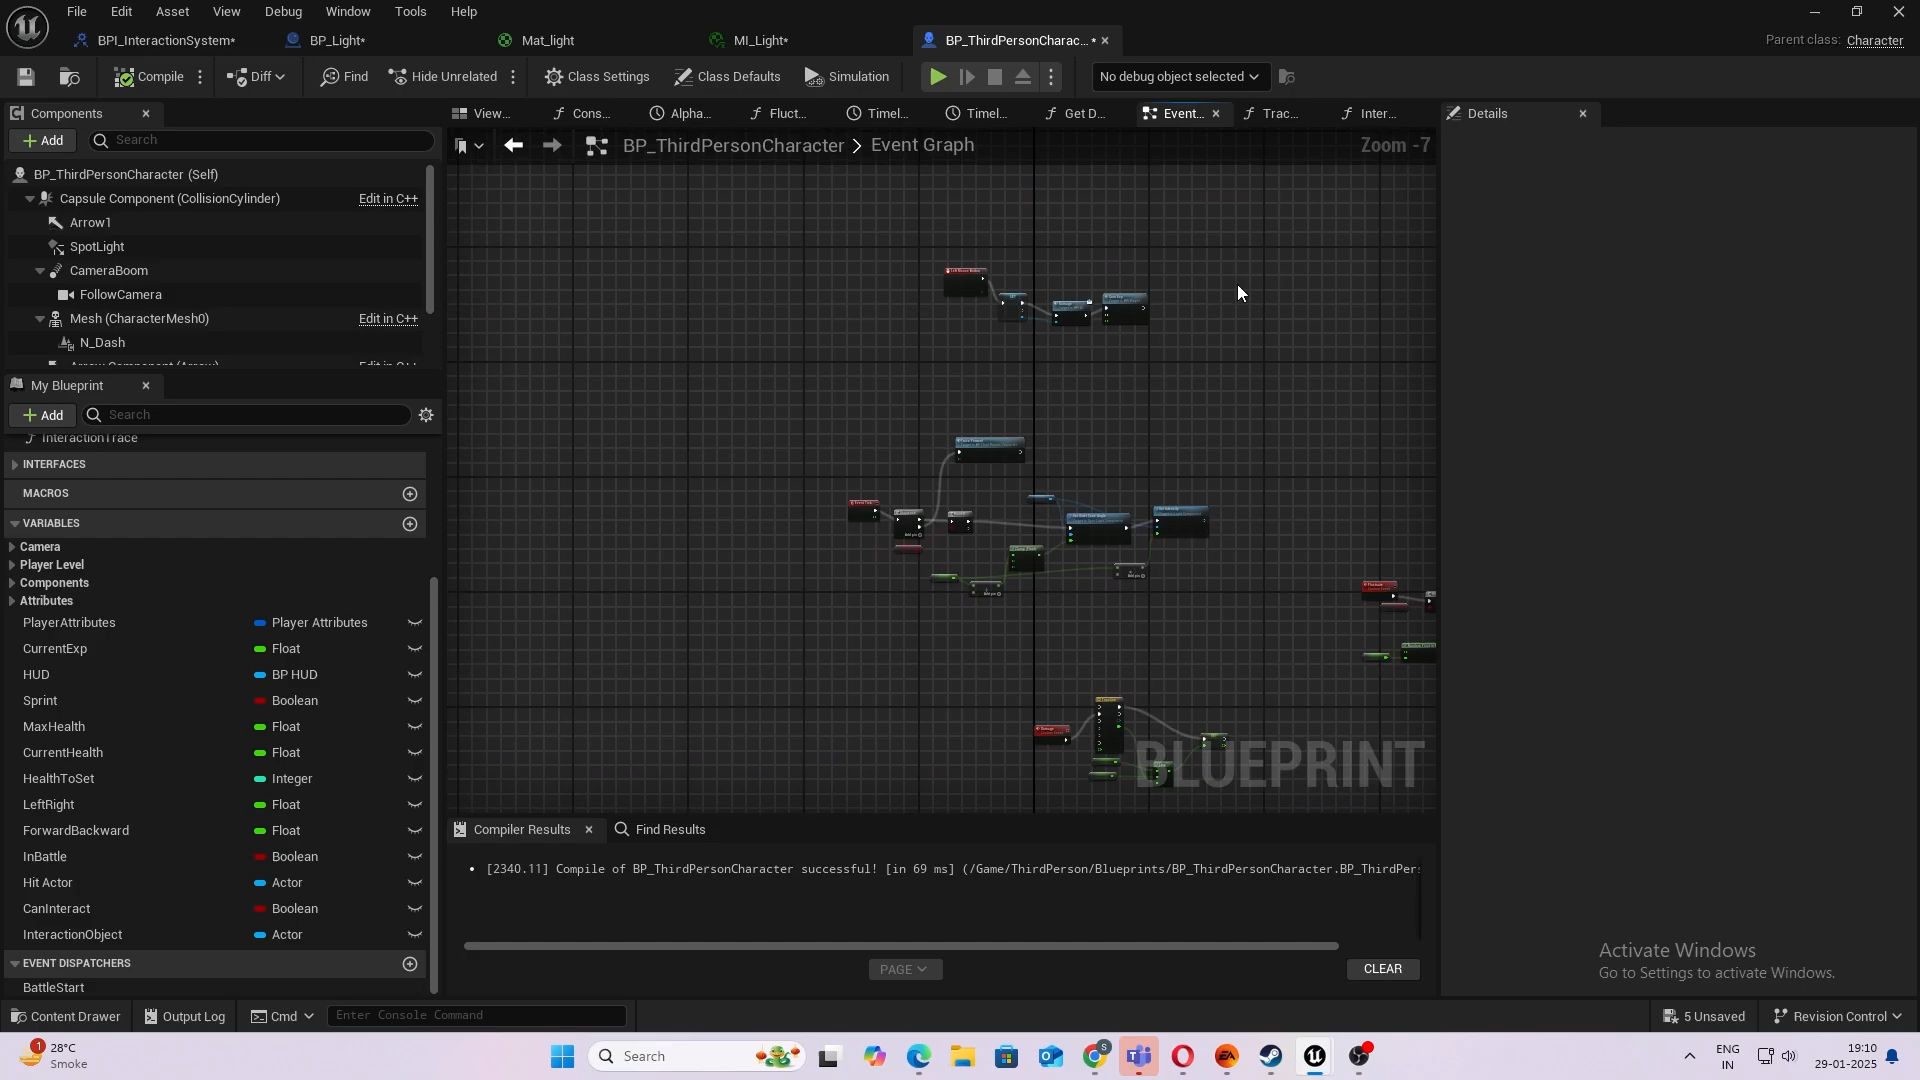 File Edit Asset View Debug Window Tools Help
BPI_InteractionSystem* BP_Light* Mat_light MI_Light* BP_ThirdPersonCharac... *
Parent class: Character
Compile Diff Find Hide Unrelated Class Settings Class Defaults Simulation No debug object selected
Components
View... Cons... Alpha... Fluct... Timel... Timel... Get D... Event... Trac... Inter...
Details
Add Search
BP_ThirdPersonCharacter > Event Graph
Zoom -7
BP_ThirdPersonCharacter (Self)
Capsule Component (CollisionCylinder) Edit in C++
Arrow1
SpotLight
CameraBoom
FollowCamera
Mesh (CharacterMesh0) Edit in C++
N_Dash
My Blueprint
Add Search
InteractionTrace
INTERFACES
MACROS
VARIABLES
Camera
Player Level
Components
Attributes
PlayerAttributes Player Attributes
CurrentExp Float
HUD BP HUD
Sprint Boolean
MaxHealth Float
CurrentHealth Float
HealthToSet Integer
LeftRight Float
ForwardBackward Float
InBattle Boolean
Hit Actor Actor
CanInteract Boolean
InteractionObject Actor
EVENT DISPATCHERS
BattleStart
BLUEPRINT
Compiler Results Find Results
[2340.11] Compile of BP_ThirdPersonCharacter successful! [in 69 ms] (/Game/ThirdPerson/Blueprints/BP_ThirdPersonCharacter.BP_ThirdPer
PAGE
CLEAR
Activate Windows
Go to Settings to activate Windows.
Content Drawer Output Log Cmd Enter Console Command
5 Unsaved Revision Control
1
28°C
Smoke
Search
ENG
IN
19:10
29-01-2025